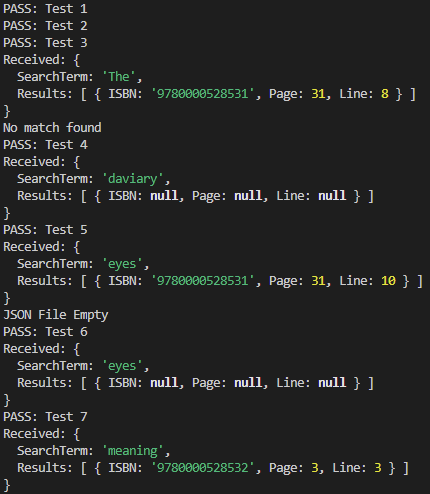 PASS: Test 1
PASS: Test 2
PASS: Test 3
Received: {
  SearchTerm: 'The',
  Results: [ { ISBN: '9780000528531', Page: 31, Line: 8 } ]
}
No match found
PASS: Test 4
Received: {
  SearchTerm: 'daviary',
  Results: [ { ISBN: null, Page: null, Line: null } ]
}
PASS: Test 5
Received: {
  SearchTerm: 'eyes',
  Results: [ { ISBN: '9780000528531', Page: 31, Line: 10 } ]
}
JSON File Empty
PASS: Test 6
Received: {
  SearchTerm: 'eyes',
  Results: [ { ISBN: null, Page: null, Line: null } ]
}
PASS: Test 7
Received: {
  SearchTerm: 'meaning',
  Results: [ { ISBN: '9780000528532', Page: 3, Line: 3 } ]
}